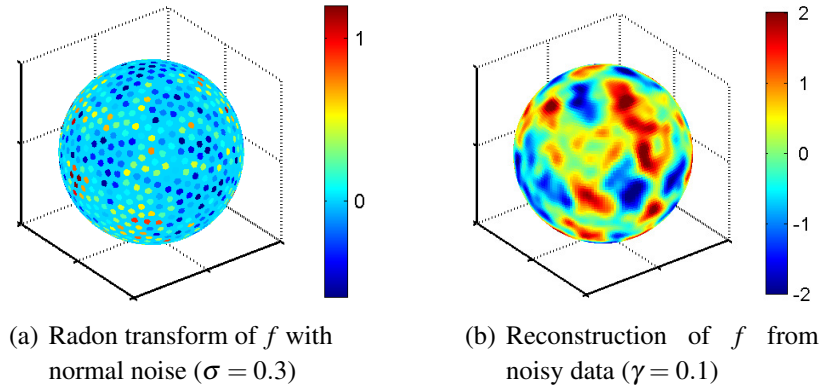 1
0
2
1
0
-1
-2
(a) Radon transform of f with
normal noise (σ = 0.3)
(b) Reconstruction of f from
noisy data (γ = 0.1)